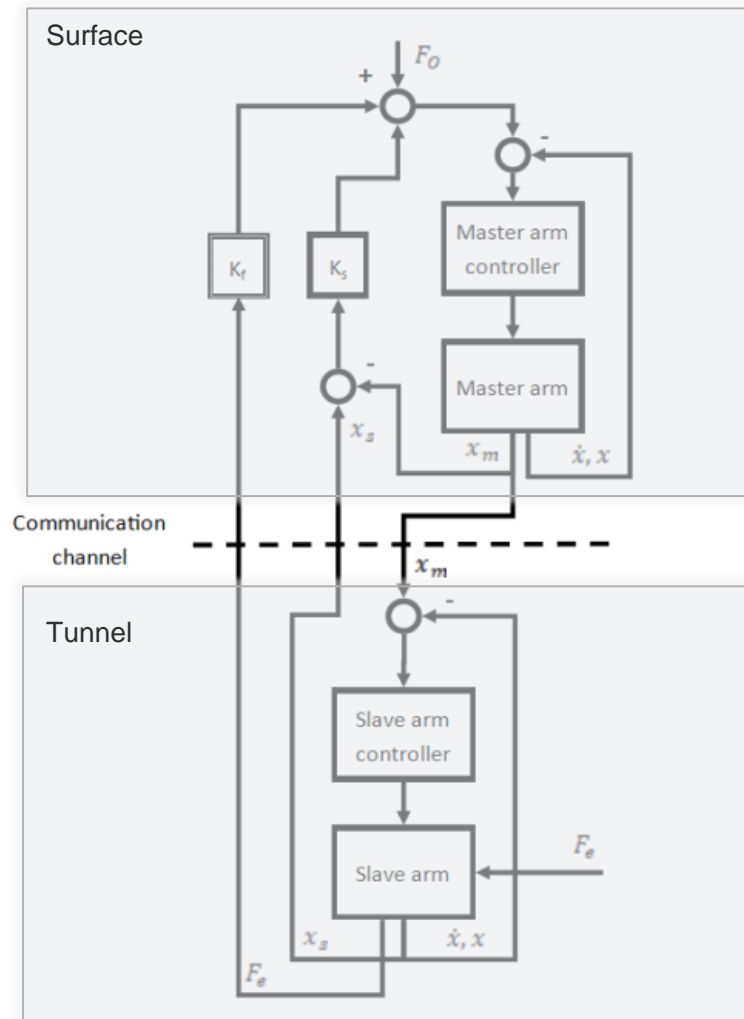 Surface
F_O
+
-
Master arm
controller
K_f
K_s
Master arm
-
x_s
x_m
ẋ, x
Communication
channel
x_m
-
Tunnel
Slave arm
controller
Slave arm
F_e
x_s
ẋ, x
F_e